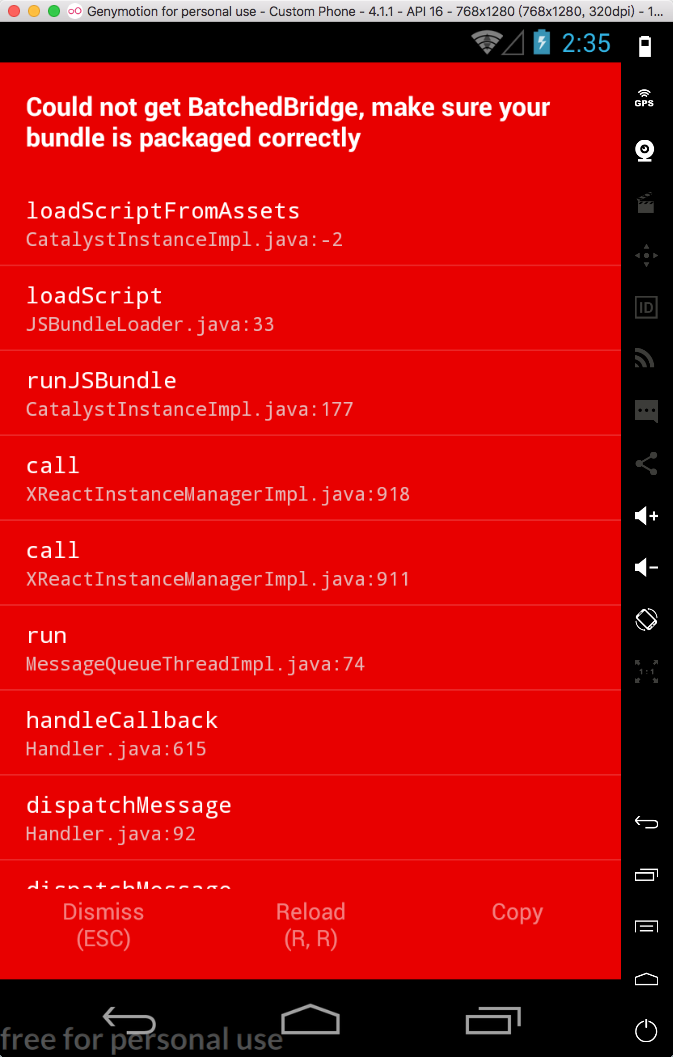 Genymotion for personal use - Custom Phone - 4.1.1 - API 16 - 768x1280 (768x1280, 320dpi) - 1...
2:35
GPS
Could not get BatchedBridge, make sure your
bundle is packaged correctly
loadScriptFromAssets
CatalystInstanceImpl.java:-2
loadScript
JSBundleLoader.java:33
runJSBundle
CatalystInstanceImpl.java:177
call
XReactInstanceManagerImpl.java:918
call
XReactInstanceManagerImpl.java:911
run
MessageQueueThreadImpl.java:74
handleCallback
Handler.java:615
dispatchMessage
Handler.java:92
dispatchMessage
ID
1:1
Dismiss
(ESC)
Reload
(R, R)
Copy
free for personal use